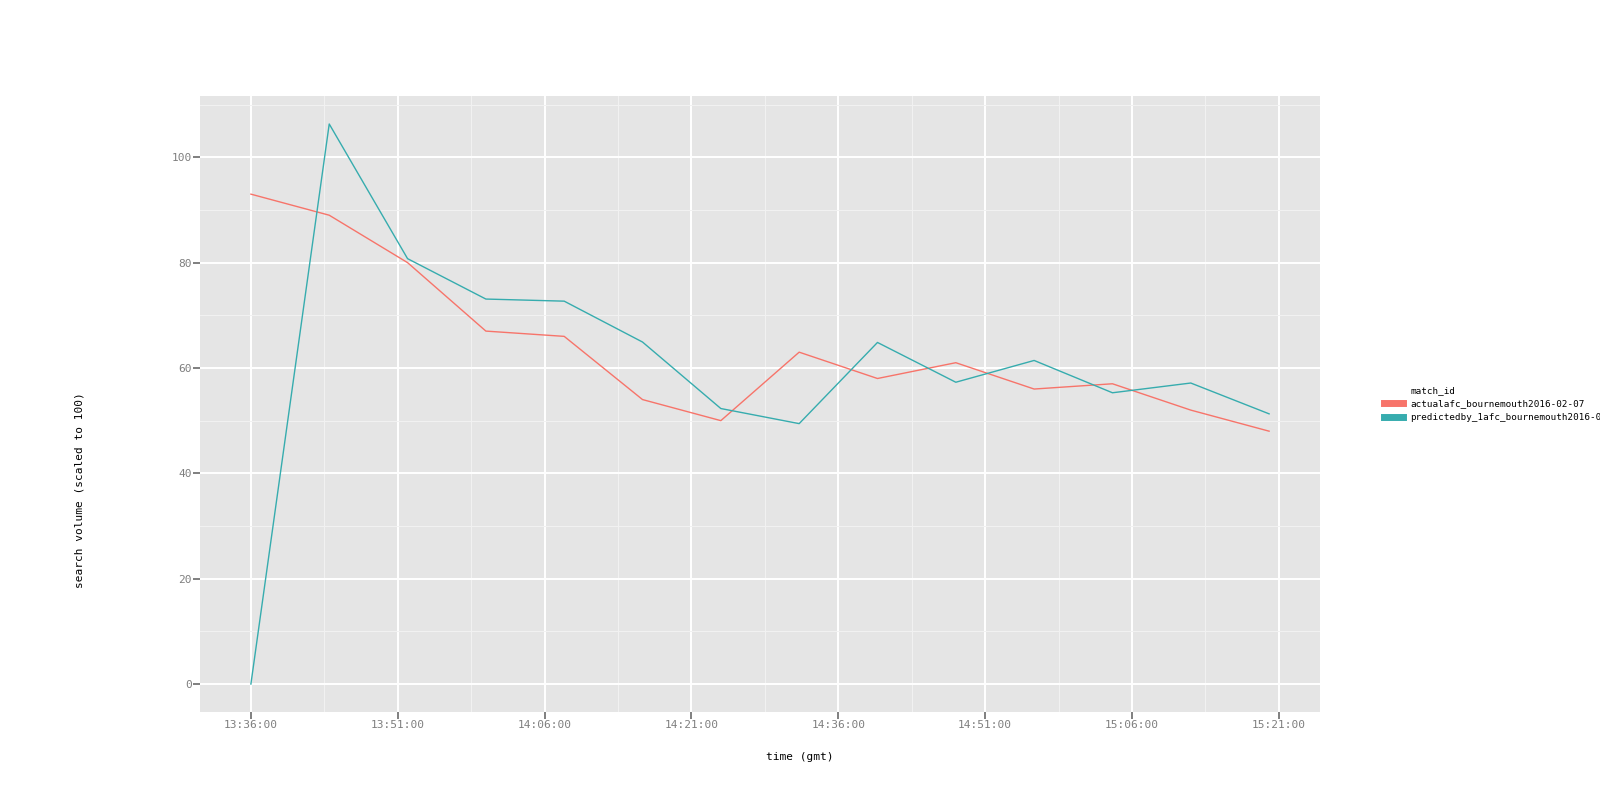 100
80
60
40
20
0
search volume (scaled to 100)
13:36:00 13:51:00 14:06:00 14:21:00 14:36:00 14:51:00 15:06:00 15:21:00
time (gmt)
match_id
actualafc_bournemouth2016-02-07
predictedby_1afc_bournemouth2016-0